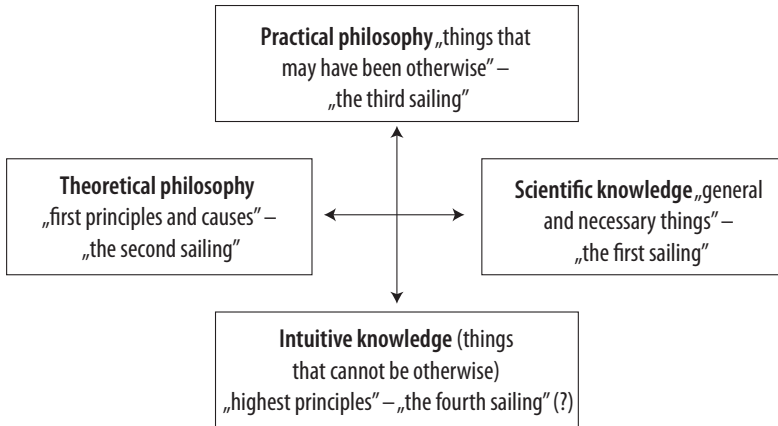 Practical philosophy „things that
may have been otherwise” –
„the third sailing”
Theoretical philosophy
„first principles and causes” –
„the second sailing”
Scientific knowledge „general
and necessary things” –
„the first sailing”
Intuitive knowledge (things
that cannot be otherwise)
„highest principles” – „the fourth sailing” (?)